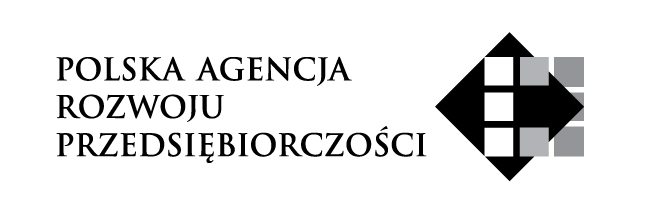 POLSKA AGENCJA
ROZWOJU
PRZEDSIĘBIORCZOŚCI